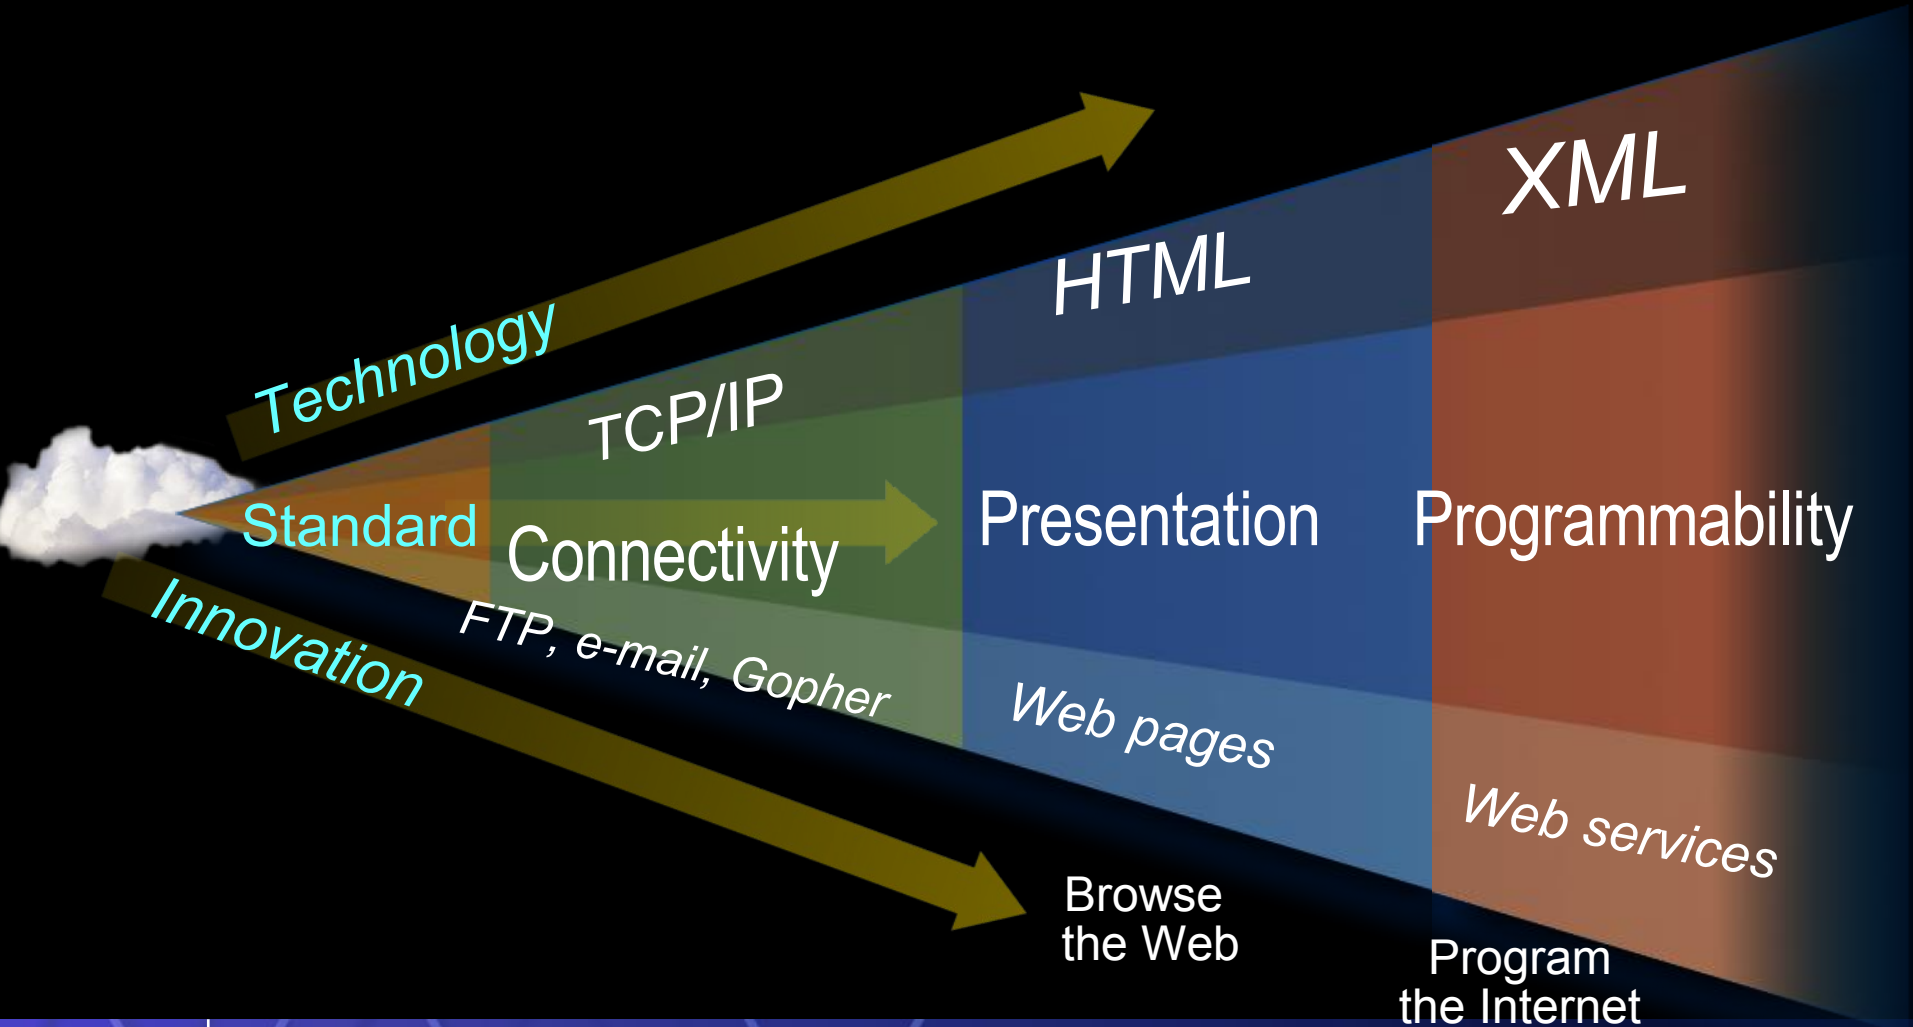 Technology
TCP/IP
HTML
XML
Standard
Connectivity
Presentation
Programmability
Innovation
FTP, e-mail, Gopher
Web pages
Web services
Browse
the Web
Program
the Internet